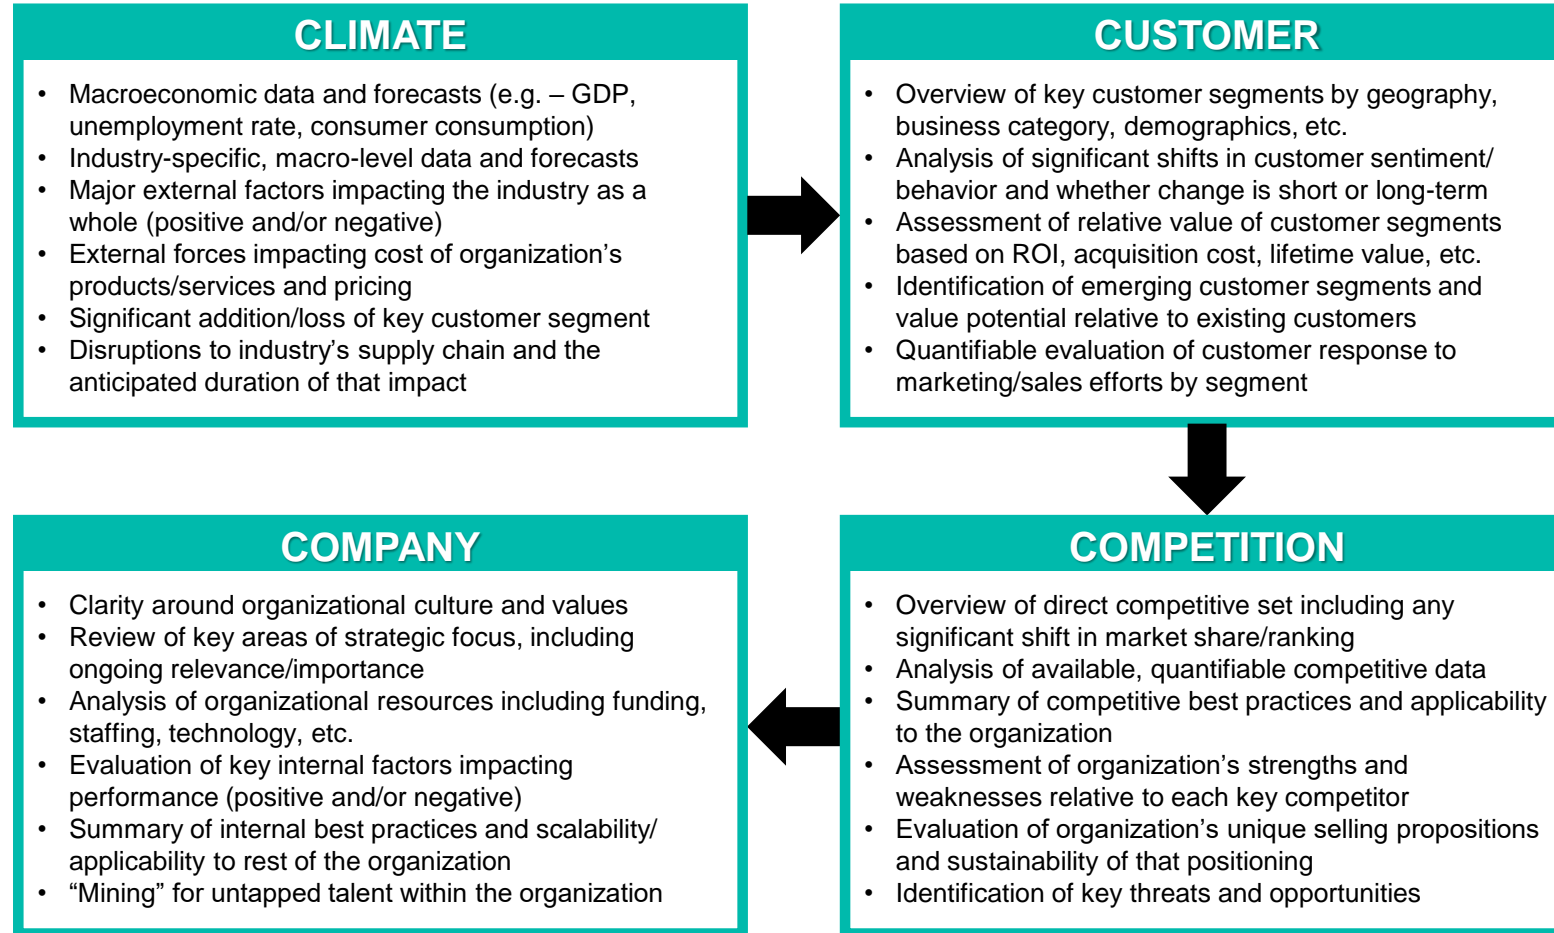 CLIMATE
• Macroeconomic data and forecasts (e.g. – GDP,
unemployment rate, consumer consumption)
• Industry-specific, macro-level data and forecasts
• Major external factors impacting the industry as a
whole (positive and/or negative)
• External forces impacting cost of organization’s
products/services and pricing
• Significant addition/loss of key customer segment
• Disruptions to industry’s supply chain and the
anticipated duration of that impact
CUSTOMER
• Overview of key customer segments by geography,
business category, demographics, etc.
• Analysis of significant shifts in customer sentiment/
behavior and whether change is short or long-term
• Assessment of relative value of customer segments
based on ROI, acquisition cost, lifetime value, etc.
• Identification of emerging customer segments and
value potential relative to existing customers
• Quantifiable evaluation of customer response to
marketing/sales efforts by segment
COMPETITION
• Overview of direct competitive set including any
significant shift in market share/ranking
• Analysis of available, quantifiable competitive data
• Summary of competitive best practices and applicability
to the organization
• Assessment of organization’s strengths and
weaknesses relative to each key competitor
• Evaluation of organization’s unique selling propositions
and sustainability of that positioning
• Identification of key threats and opportunities
COMPANY
• Clarity around organizational culture and values
• Review of key areas of strategic focus, including
ongoing relevance/importance
• Analysis of organizational resources including funding,
staffing, technology, etc.
• Evaluation of key internal factors impacting
performance (positive and/or negative)
• Summary of internal best practices and scalability/
applicability to rest of the organization
• “Mining” for untapped talent within the organization